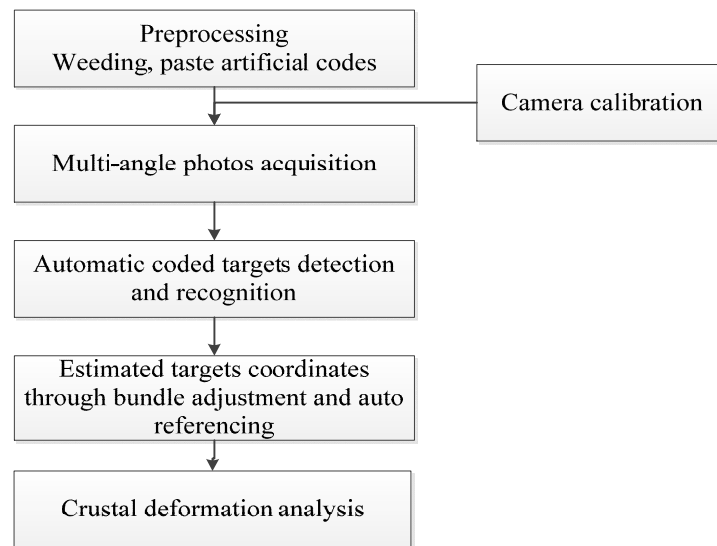 Preprocessing
Weeding, paste artificial codes
Camera calibration
Multi-angle photos acquisition
Automatic coded targets detection
and recognition
Estimated targets coordinates
through bundle adjustment and auto
referencing
Crustal deformation analysis